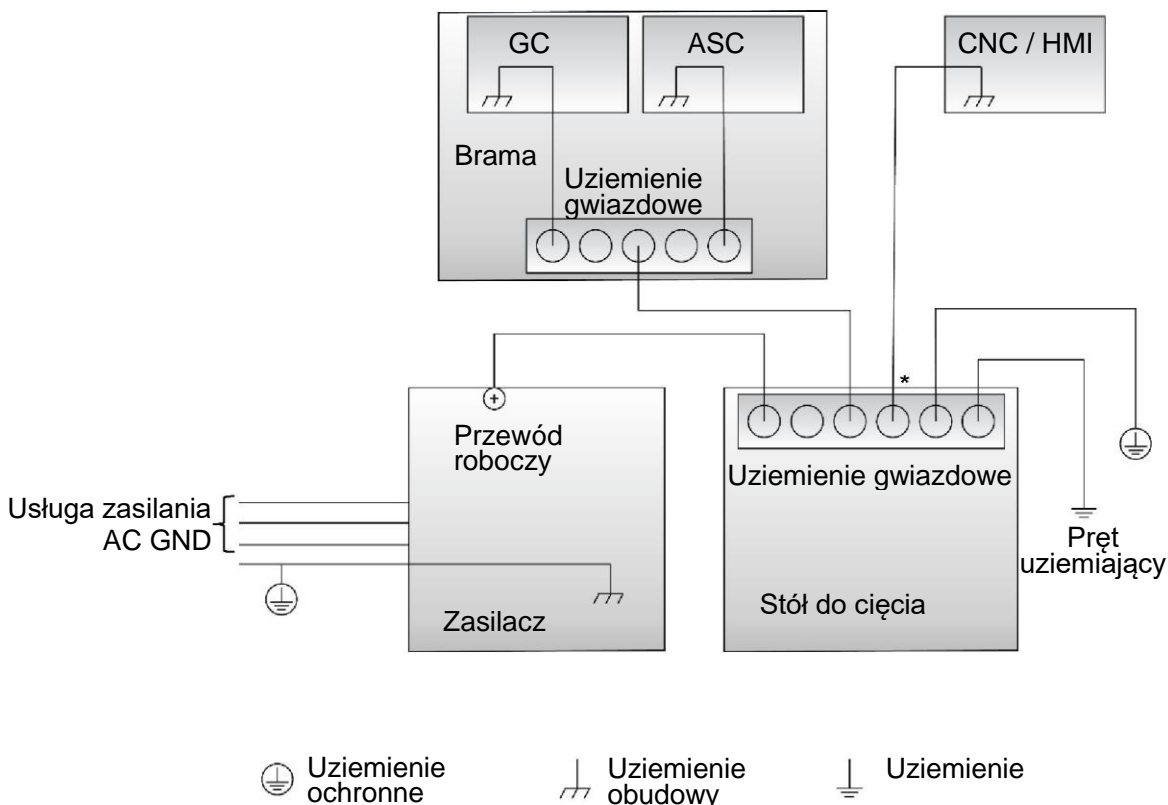 GC
ASC
CNC / HMI
Brama
Uziemienie
gwiazdowe
*
Przewód
roboczy
Uziemienie gwiazdowe
Usługa zasilania
AC GND
Pręt
uziemiający
Zasilacz
Stół do cięcia
Uziemienie
ochronne
Uziemienie
obudowy
Uziemienie